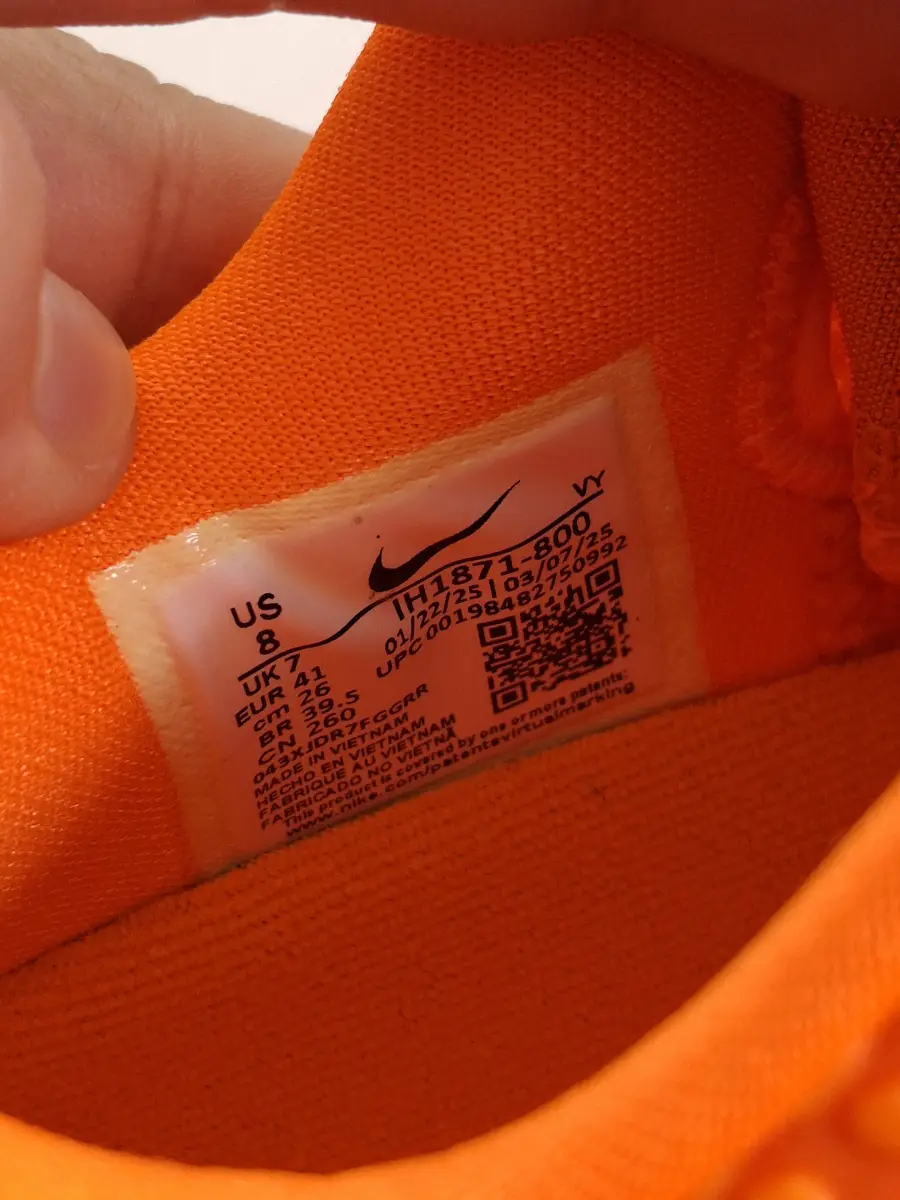 VY
IH1871-800
01/22/25 | 03/07/25
UPC 00198482750992
US
8
UK 7
EUR 41
cm 26
BR 39.5
CN 260
043XJDR7FGGRR
MADE IN VIETNAM
HECHO EN VIETNAM
FABRIQUE AU VIETNAM
FABRICADO NO VIETNÃ
This product is covered by one or more patents:
www.nike.com/patentsvirtualmarking